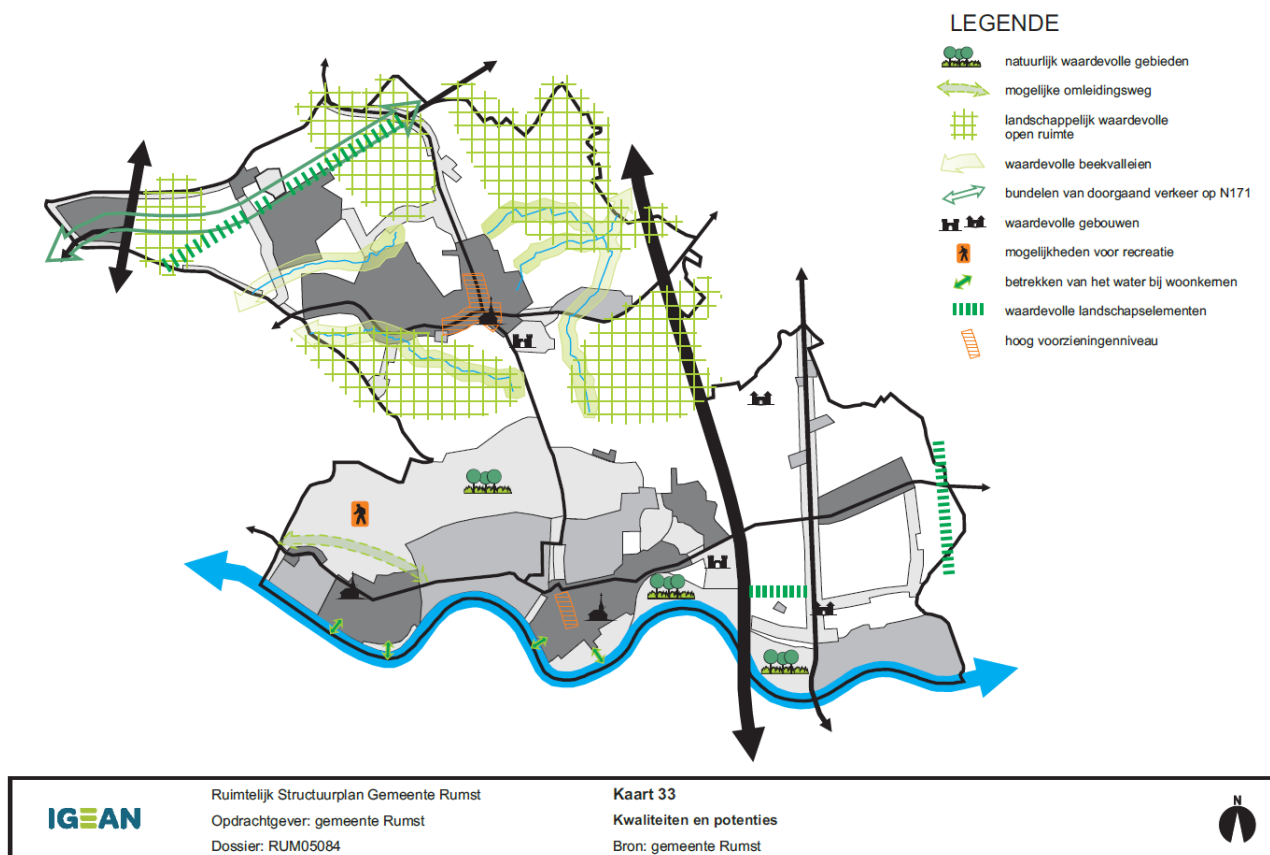 LEGENDE
natuurlijk waardevolle gebieden
mogelijke omleidingsweg
landschappelijk waardevolle
open ruimte
waardevolle beekvalleien
bundelen van doorgaand verkeer op N171
waardevolle gebouwen
mogelijkheden voor recreatie
betrekken van het water bij woonkernen
waardevolle landschapselementen
hoog voorzieningenniveau
IGEAN
Ruimtelijk Structuurplan Gemeente Rumst
Opdrachtgever: gemeente Rumst
Dossier: RUM05084
Kaart 33
Kwaliteiten en potenties
Bron: gemeente Rumst
N